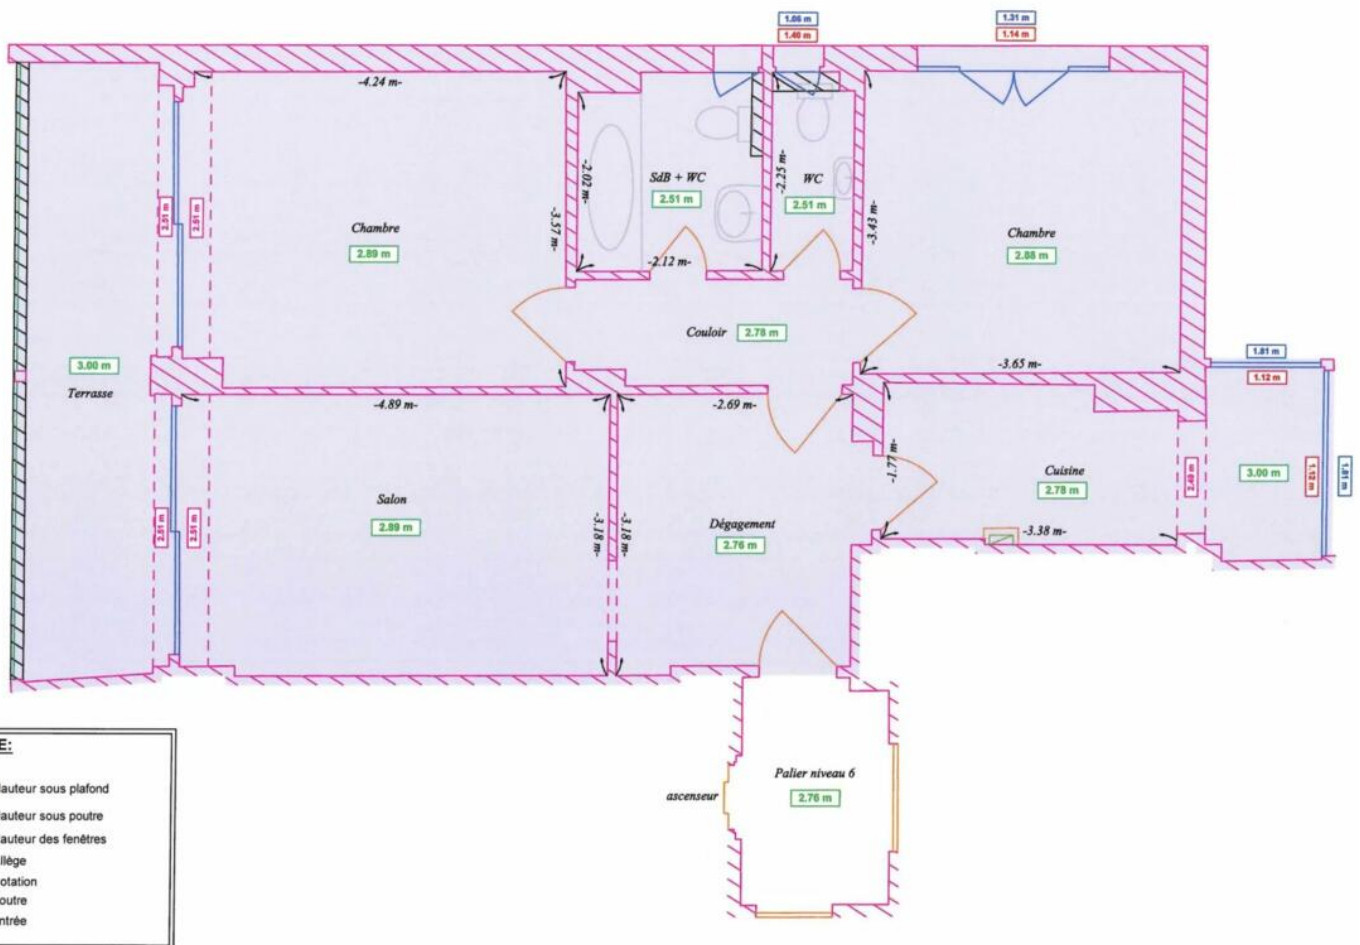 1.06 m
1.40 m
1.31 m
1.14 m
-4.24 m-
-2.02 m-
-3.57 m-
SdB + WC
2.51 m
-2.12 m-
-2.25 m-
WC
2.51 m
-3.43 m-
2.51 m
2.51 m
Chambre
2.89 m
Chambre
2.88 m
Couloir
2.78 m
-3.65 m-
1.81 m
1.12 m
3.00 m
Terrasse
-4.89 m-
-2.69 m-
-1.77 m-
Cuisine
2.78 m
2.49 m
3.00 m
1.12 m
1.81 m
2.51 m
2.51 m
Salon
2.89 m
-3.18 m-
-3.18 m-
Dégagement
2.76 m
-3.38 m-
Palier niveau 6
2.76 m
ascenseur
E:
auteur sous plafond
auteur sous poutre
auteur des fenêtres
llège
otation
outre
ntrée